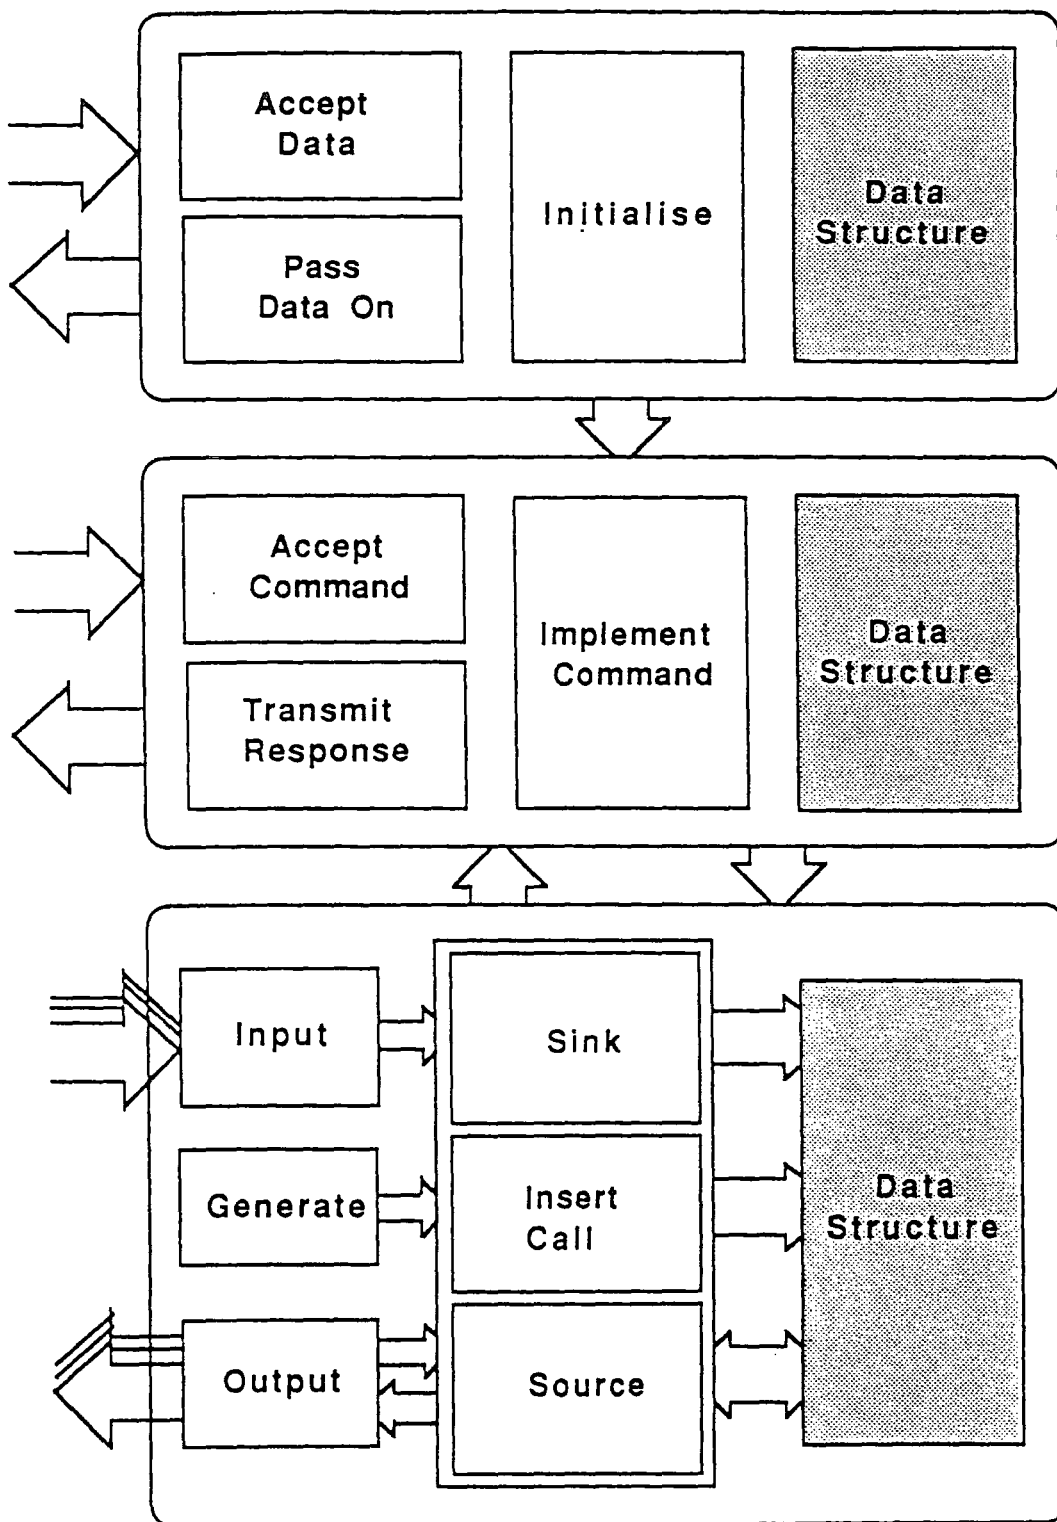 Accept
Data
Pass
Data On
Initialise
Data
Structure
Accept
Command
Transmit
Response
Implement
Command
Data
Structure
Input
Generate
Output
Sink
Insert
Call
Source
Data
Structure